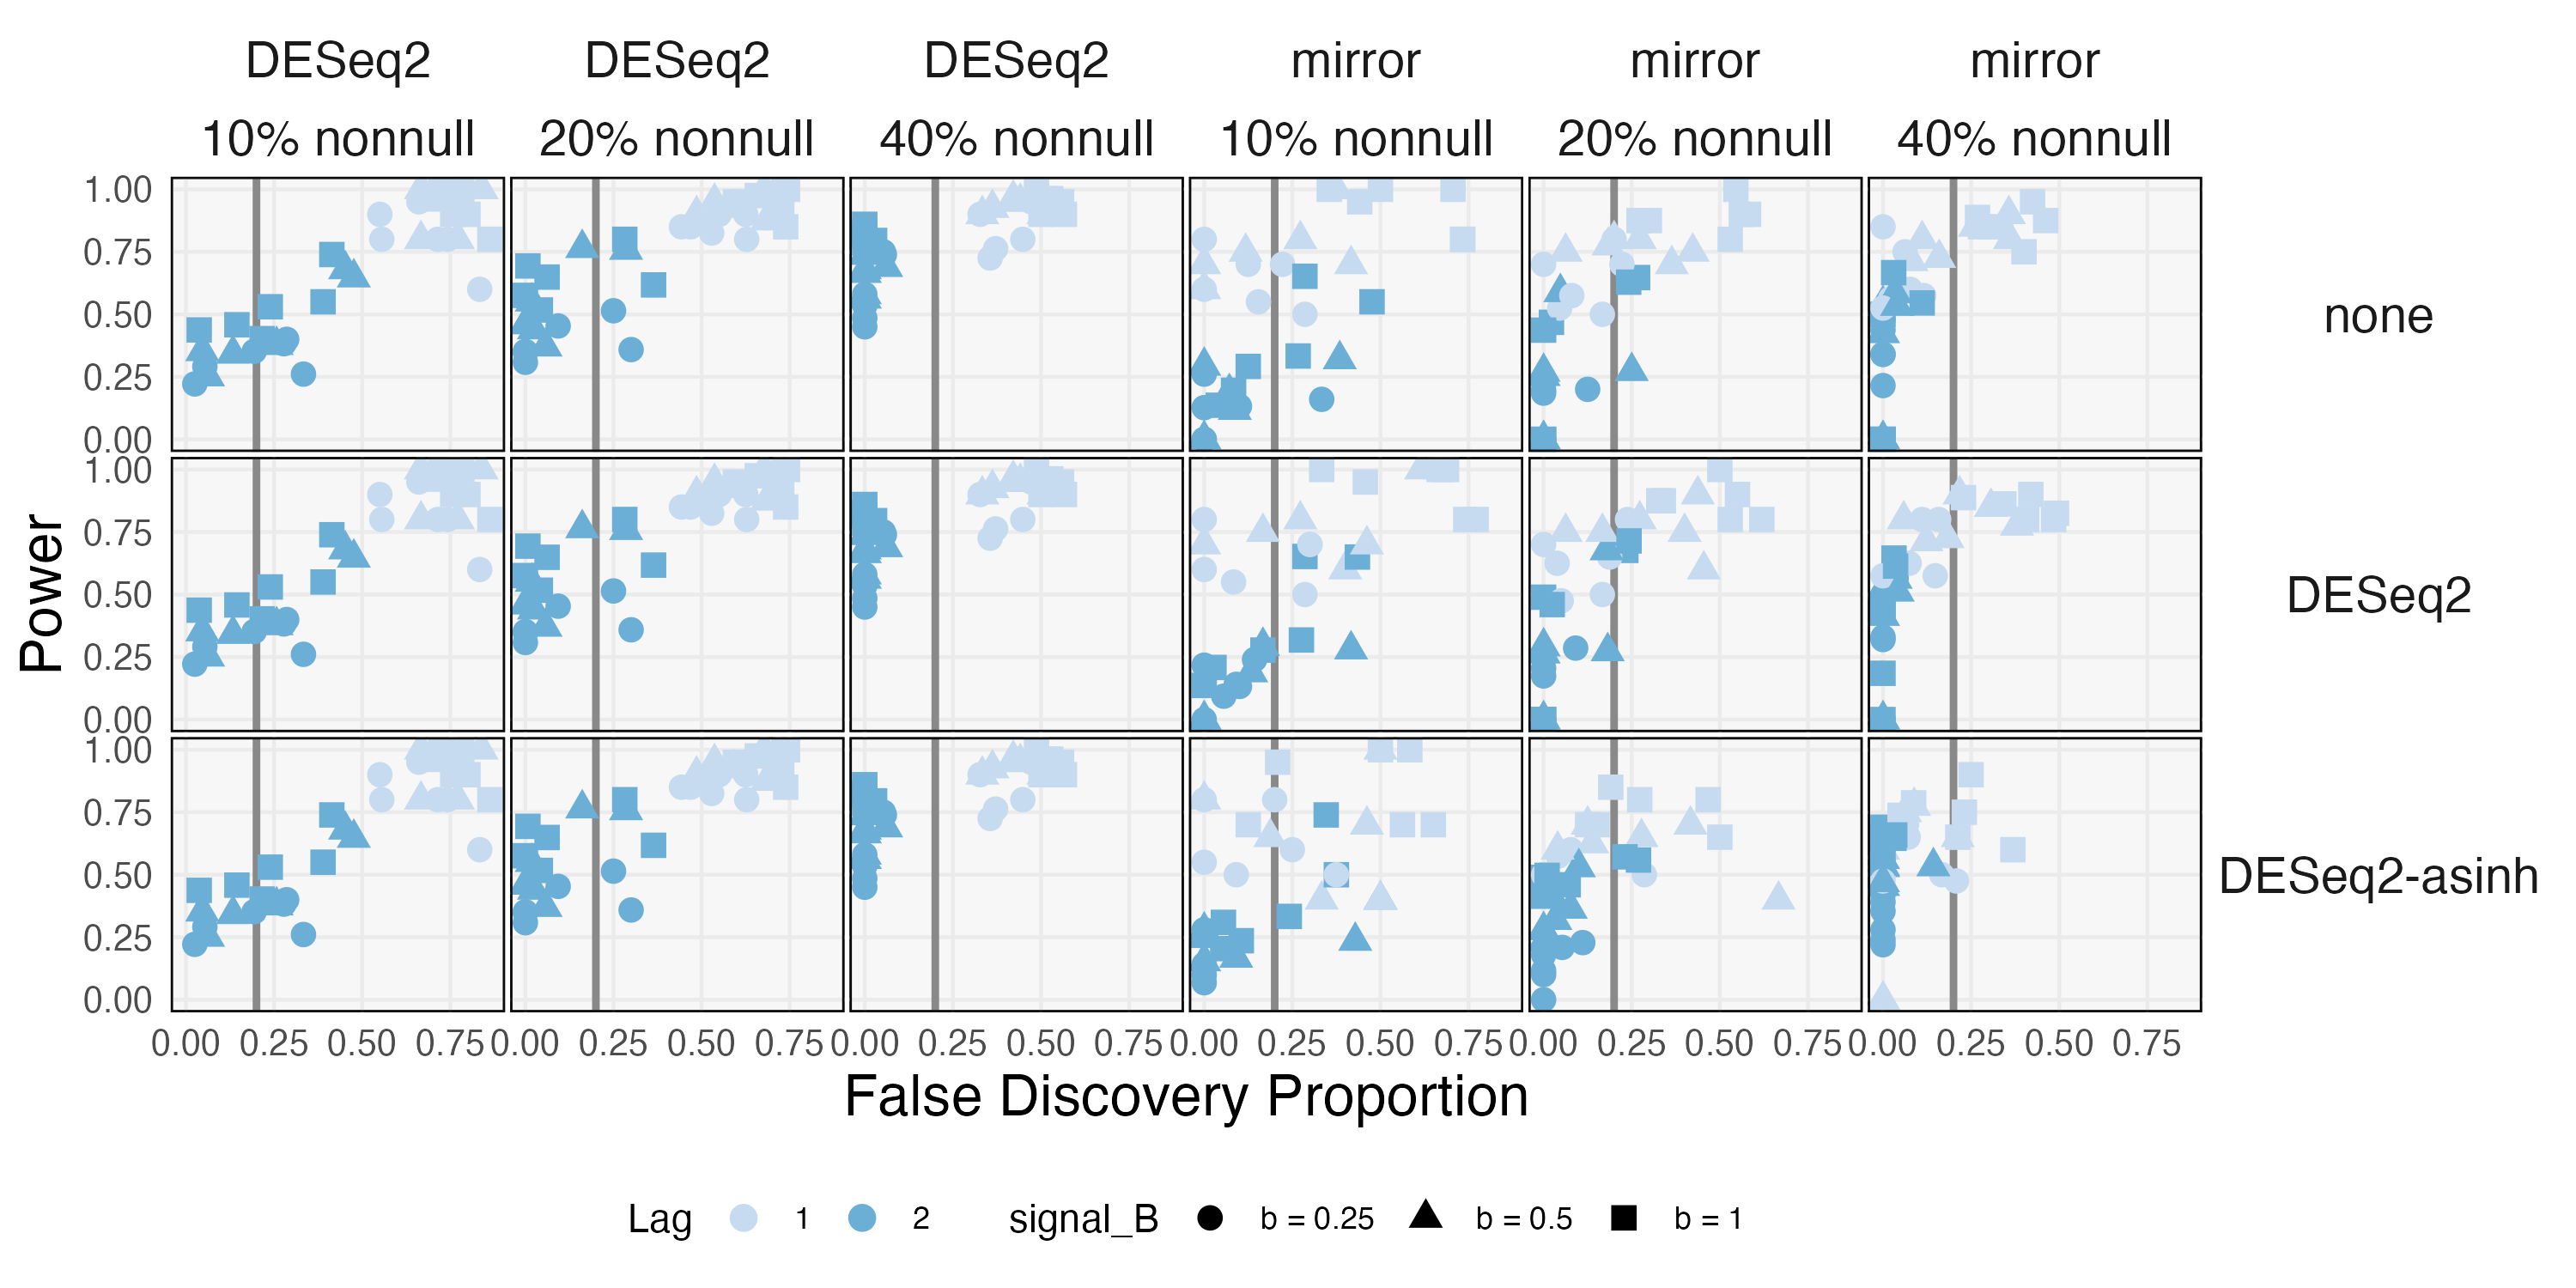 DESeq2 DESeq2 DESeq2 mirror mirror mirror
10% nonnull 20% nonnull 40% nonnull 10% nonnull 20% nonnull 40% nonnull
1.00
0.75
0.50
0.25
0.00
none
1.00
0.75
0.50
0.25
0.00
DESeq2
1.00
0.75
0.50
0.25
0.00
DESeq2-asinh
Power
0.00 0.25 0.50 0.75 0.00 0.25 0.50 0.75 0.00 0.25 0.50 0.75 0.00 0.25 0.50 0.75 0.00 0.25 0.50 0.75 0.00 0.25 0.50 0.75
False Discovery Proportion
Lag 1 2 signal_B b = 0.25 b = 0.5 b = 1